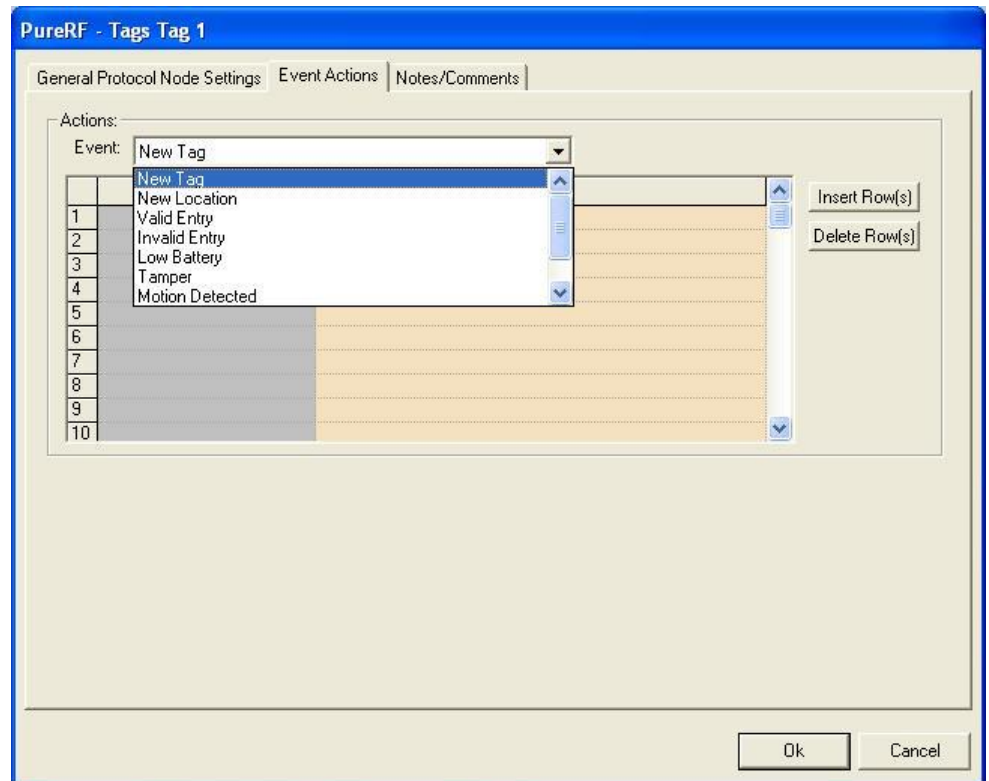 PureRF - Tags Tag 1
General Protocol Node Settings Event Actions Notes/Comments
Actions:
Event: New Tag
New Tag
New Location
Valid Entry
Invalid Entry
Low Battery
Tamper
Motion Detected
Insert Row(s)
Delete Row(s)
1
2
3
4
5
6
7
8
9
10
Ok Cancel